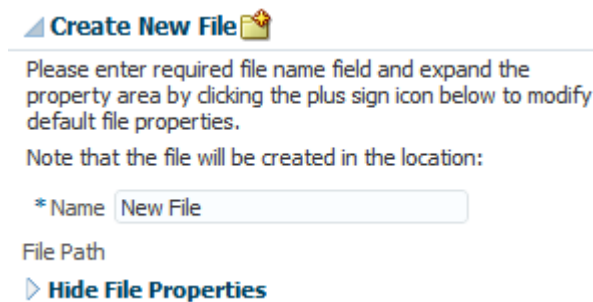 Create New File
Please enter required file name field and expand the
property area by clicking the plus sign icon below to modify
default file properties.
Note that the file will be created in the location:
* Name New File
File Path
Hide File Properties